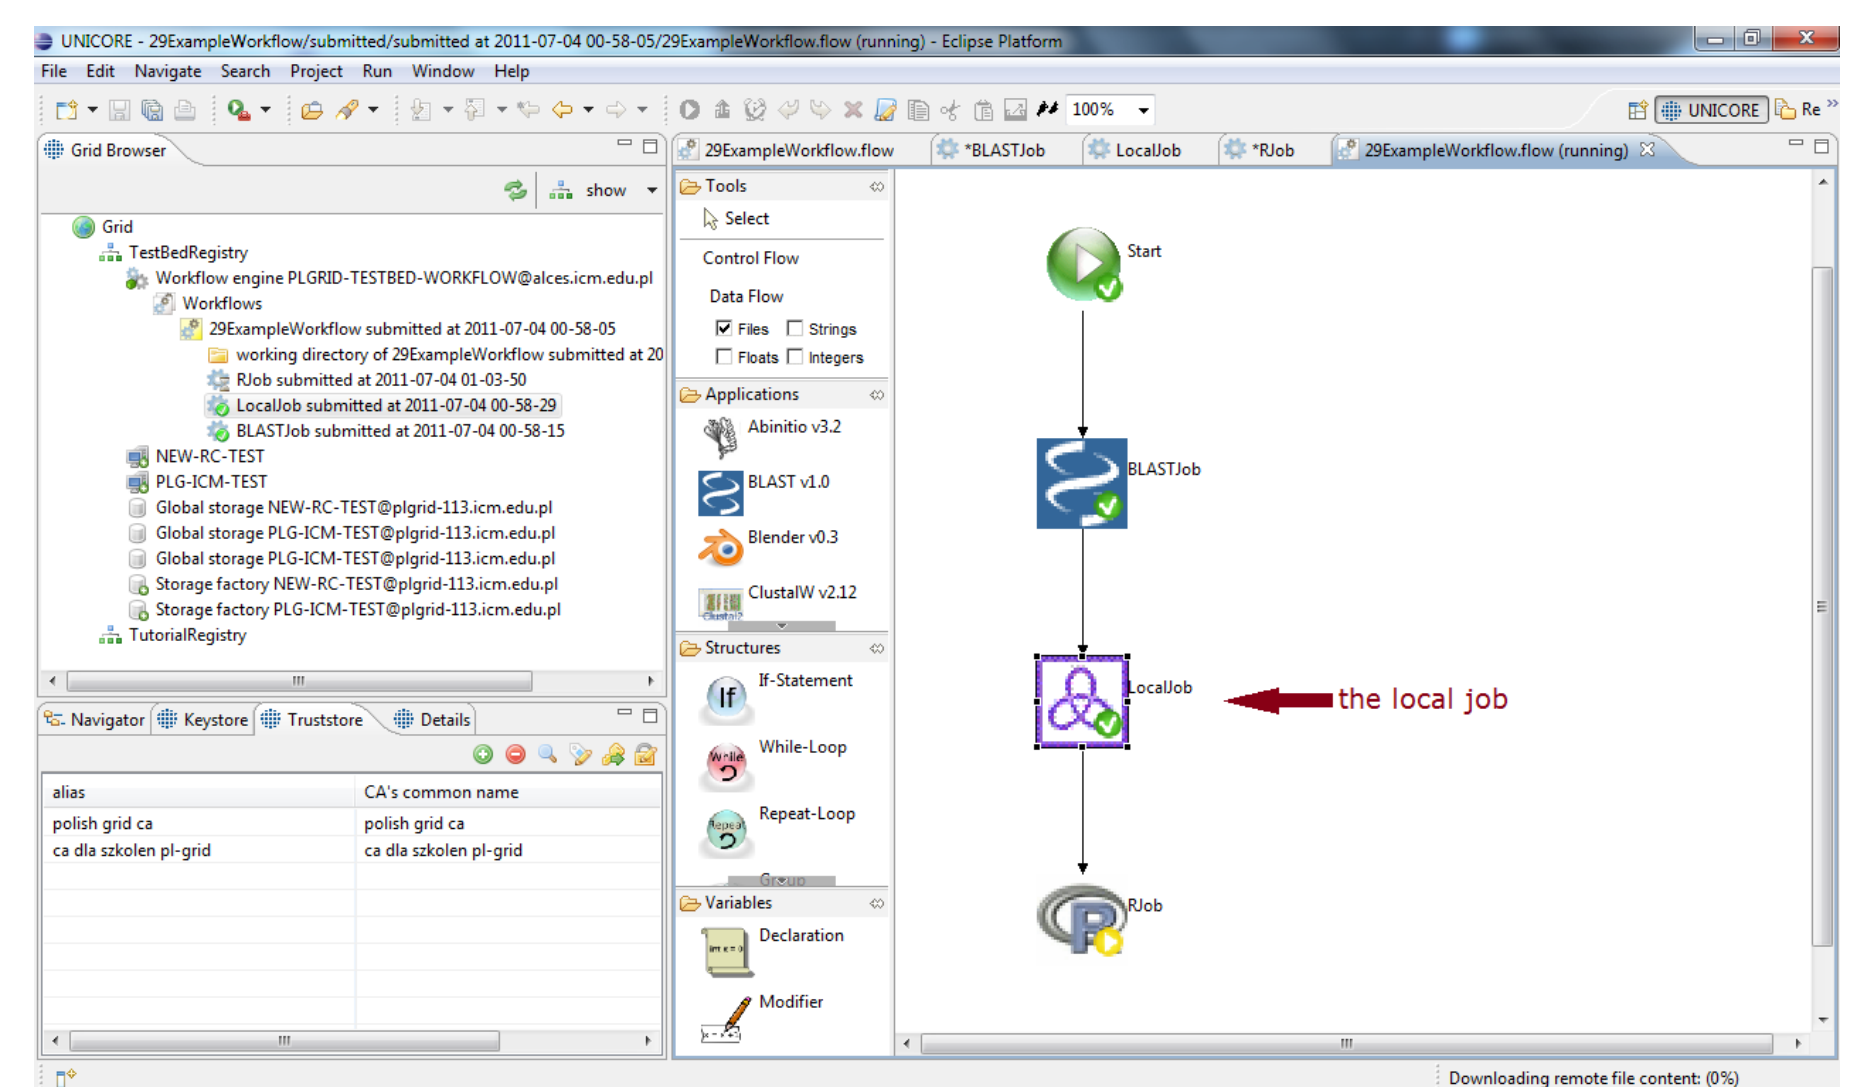 UNICORE - 29ExampleWorkflow/submitted/submitted at 2011-07-04 00-58-05/29ExampleWorkflow.flow (running) - Eclipse Platform
File Edit Navigate Search Project Run Window Help
100% UNICORE Re
Grid Browser
show
Grid
TestBedRegistry
Workflow engine PLGRID-TESTBED-WORKFLOW@alces.icm.edu.pl
Workflows
29ExampleWorkflow submitted at 2011-07-04 00-58-05
working directory of 29ExampleWorkflow submitted at 20
RJob submitted at 2011-07-04 01-03-50
LocalJob submitted at 2011-07-04 00-58-29
BLASTJob submitted at 2011-07-04 00-58-15
NEW-RC-TEST
PLG-ICM-TEST
Global storage NEW-RC-TEST@plgrid-113.icm.edu.pl
Global storage PLG-ICM-TEST@plgrid-113.icm.edu.pl
Global storage PLG-ICM-TEST@plgrid-113.icm.edu.pl
Storage factory NEW-RC-TEST@plgrid-113.icm.edu.pl
Storage factory PLG-ICM-TEST@plgrid-113.icm.edu.pl
TutorialRegistry
Navigator Keystore Truststore Details
alias CA's common name
polish grid ca polish grid ca
ca dla szkolen pl-grid ca dla szkolen pl-grid
29ExampleWorkflow.flow *BLASTJob LocalJob *RJob 29ExampleWorkflow.flow (running)
Tools
Select
Control Flow
Data Flow
Files Strings
Floats Integers
Applications
Abinitio v3.2
BLAST v1.0
Blender v0.3
ClustalW v2.12
Structures
If
If-Statement
While
While-Loop
Repeat
Repeat-Loop
Group
Variables
Declaration
Modifier
Start
BLASTJob
LocalJob
the local job
RJob
Downloading remote file content: (0%)